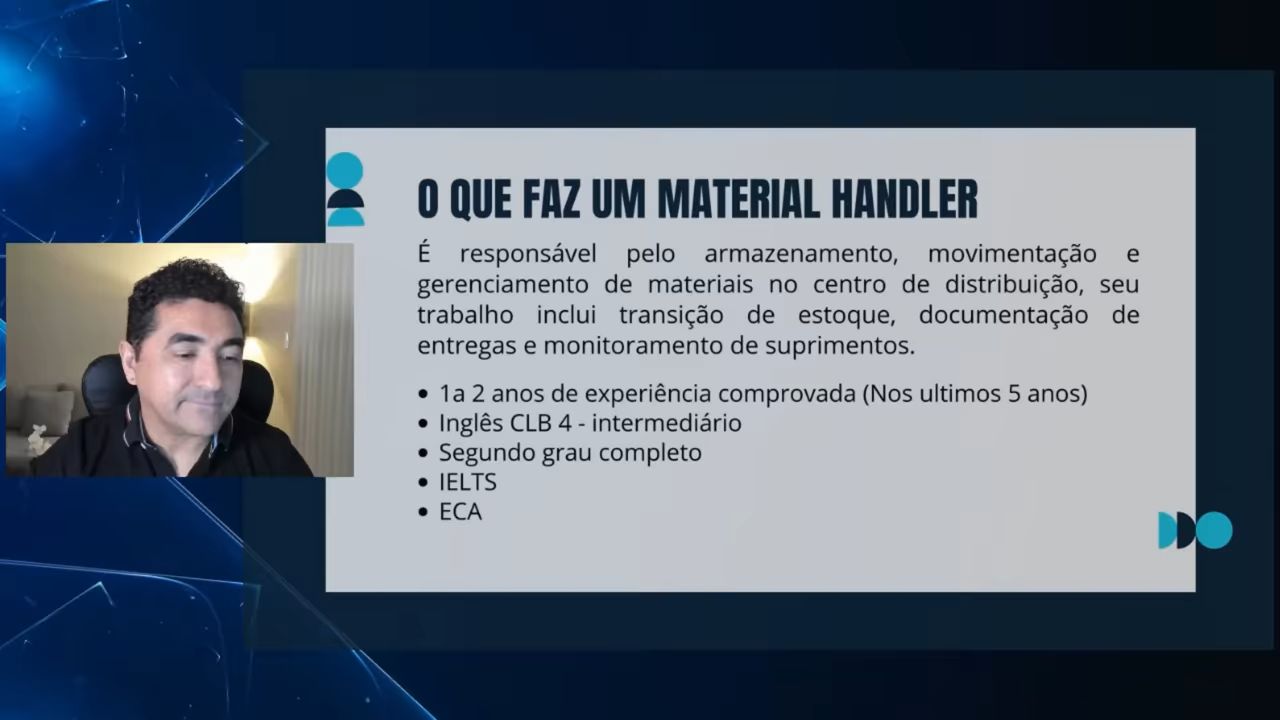 O QUE FAZ UM MATERIAL HANDLER
É responsável pelo armazenamento, movimentação e
gerenciamento de materiais no centro de distribuição, seu
trabalho inclui transição de estoque, documentação de
entregas e monitoramento de suprimentos.
• 1a 2 anos de experiência comprovada (Nos ultimos 5 anos)
• Inglês CLB 4 - intermediário
• Segundo grau completo
• IELTS
• ECA